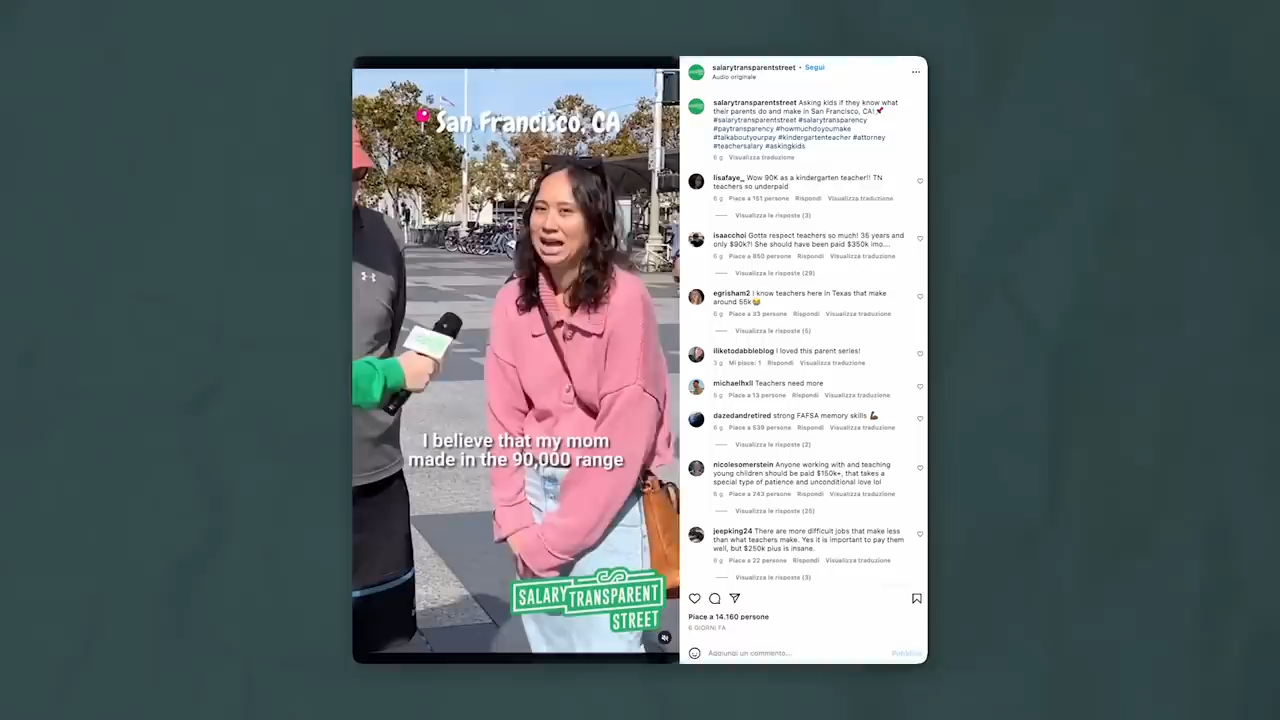 San Francisco, CA
I believe that my mom
made in the 90,000 range
SALARY TRANSPARENT
STREET
salarytransparentstreet • Segui
Audio originale
salarytransparentstreet Asking kids if they know what
their parents do and make in San Francisco, CA! 📌
#salarytransparentstreet #salarytransparency
#paytransparency #howmuchdoyoumake
#talkaboutyourpay #kindergartenteacher #attorney
#teachersalary #askingkids
6 g Visualizza traduzione
lisafaye_ Wow 90K as a kindergarten teacher!! TN
teachers so underpaid
6 g Piace a 151 persone Rispondi Visualizza traduzione
Visualizza le risposte (3)
isaacchoi Gotta respect teachers so much! 35 years and
only $90k?! She should have been paid $350k imo....
6 g Piace a 850 persone Rispondi Visualizza traduzione
Visualizza le risposte (29)
egrisham2 I know teachers here in Texas that make
around 55k😭
6 g Piace a 33 persone Rispondi Visualizza traduzione
Visualizza le risposte (5)
iliketodabbleblog I loved this parent series!
3 g Mi piace: 1 Rispondi Visualizza traduzione
michaelhxll Teachers need more
6 g Piace a 13 persone Rispondi Visualizza traduzione
dazedandretired strong FAFSA memory skills 💪🏿
6 g Piace a 539 persone Rispondi Visualizza traduzione
Visualizza le risposte (2)
nicolesomerstein Anyone working with and teaching
young children should be paid $150k+, that takes a
special type of patience and unconditional love lol
6 g Piace a 243 persone Rispondi Visualizza traduzione
Visualizza le risposte (25)
jeepking24 There are more difficult jobs that make less
than what teachers make. Yes it is important to pay them
well, but $250k plus is insane.
6 g Piace a 22 persone Rispondi Visualizza traduzione
Visualizza le risposte (3)
Piace a 14.160 persone
6 GIORNI FA
Aggiungi un commento...
Pubblica